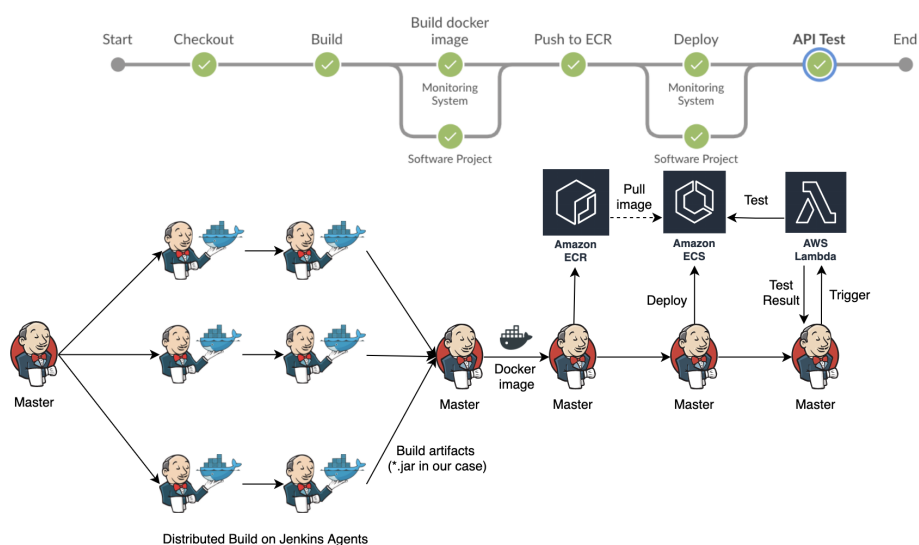 Start
Checkout
Build
Build docker
image
Push to ECR
Deploy
API Test
End
Monitoring
System
Monitoring
System
Software Project
Software Project
Pull
image
Test
Amazon
ECR
Amazon
ECS
AWS
Lambda
Deploy
Test
Result
Trigger
Docker
image
Master
Master
Master
Master
Master
Build artifacts
(*.jar in our case)
Distributed Build on Jenkins Agents